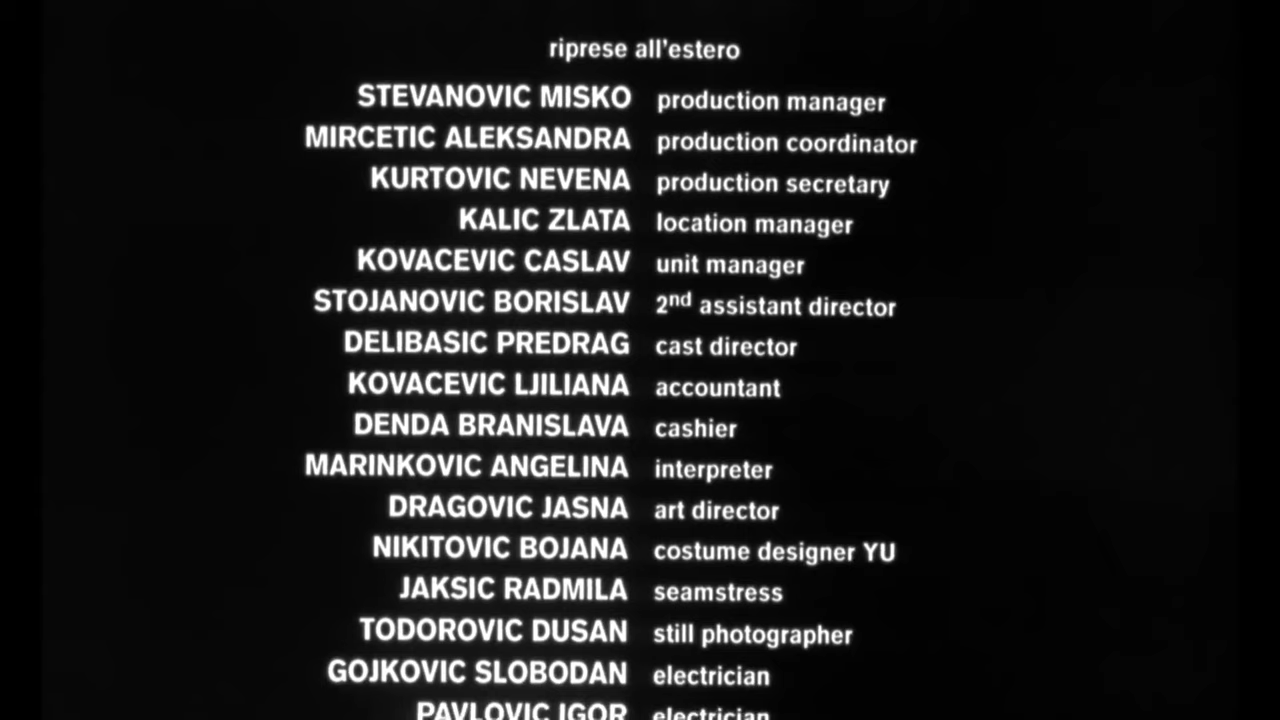 riprese all'estero
STEVANOVIC MISKO production manager
MIRCETIC ALEKSANDRA production coordinator
KURTOVIC NEVENA production secretary
KALIC ZLATA location manager
KOVACEVIC CASLAV unit manager
STOJANOVIC BORISLAV 2nd assistant director
DELIBASIC PREDRAG cast director
KOVACEVIC LJILIANA accountant
DENDA BRANISLAVA cashier
MARINKOVIC ANGELINA interpreter
DRAGOVIC JASNA art director
NIKITOVIC BOJANA costume designer YU
JAKSIC RADMILA seamstress
TODOROVIC DUSAN still photographer
GOJKOVIC SLOBODAN electrician
PAVLOVIC IGOR electrician